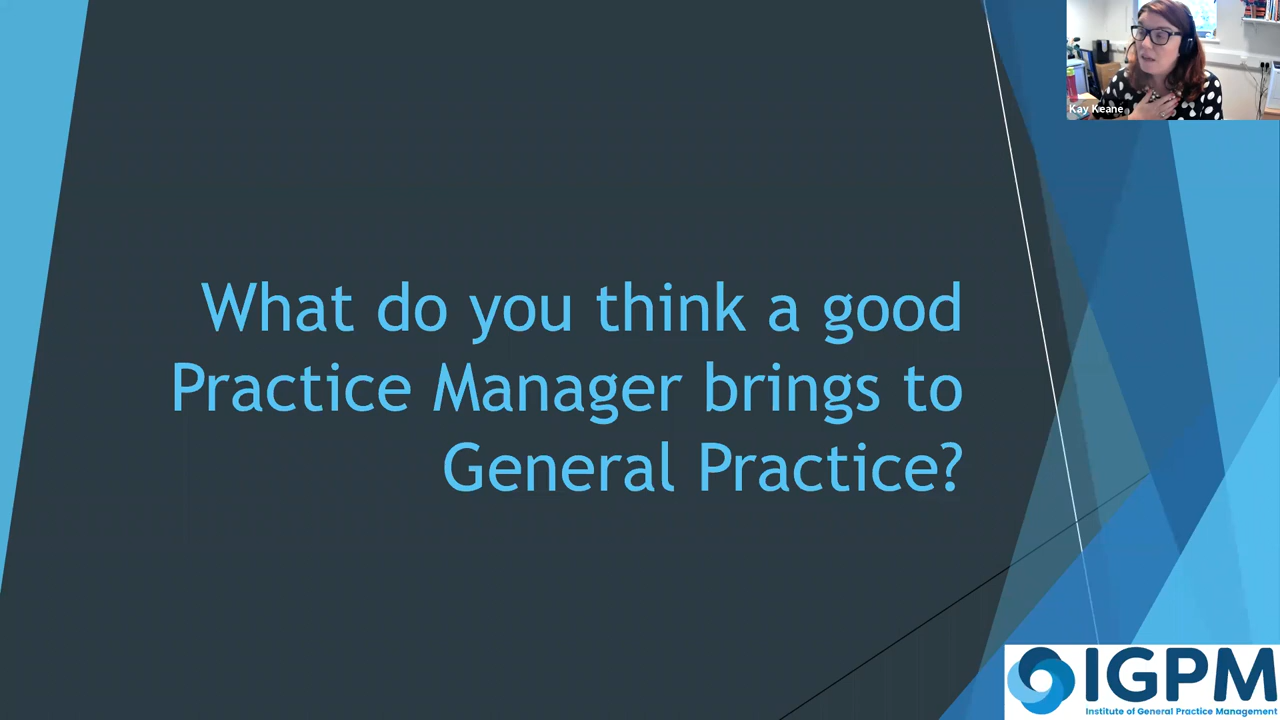 Kay Keane
What do you think a good
Practice Manager brings to
General Practice?
IGPM
Institute of General Practice Management